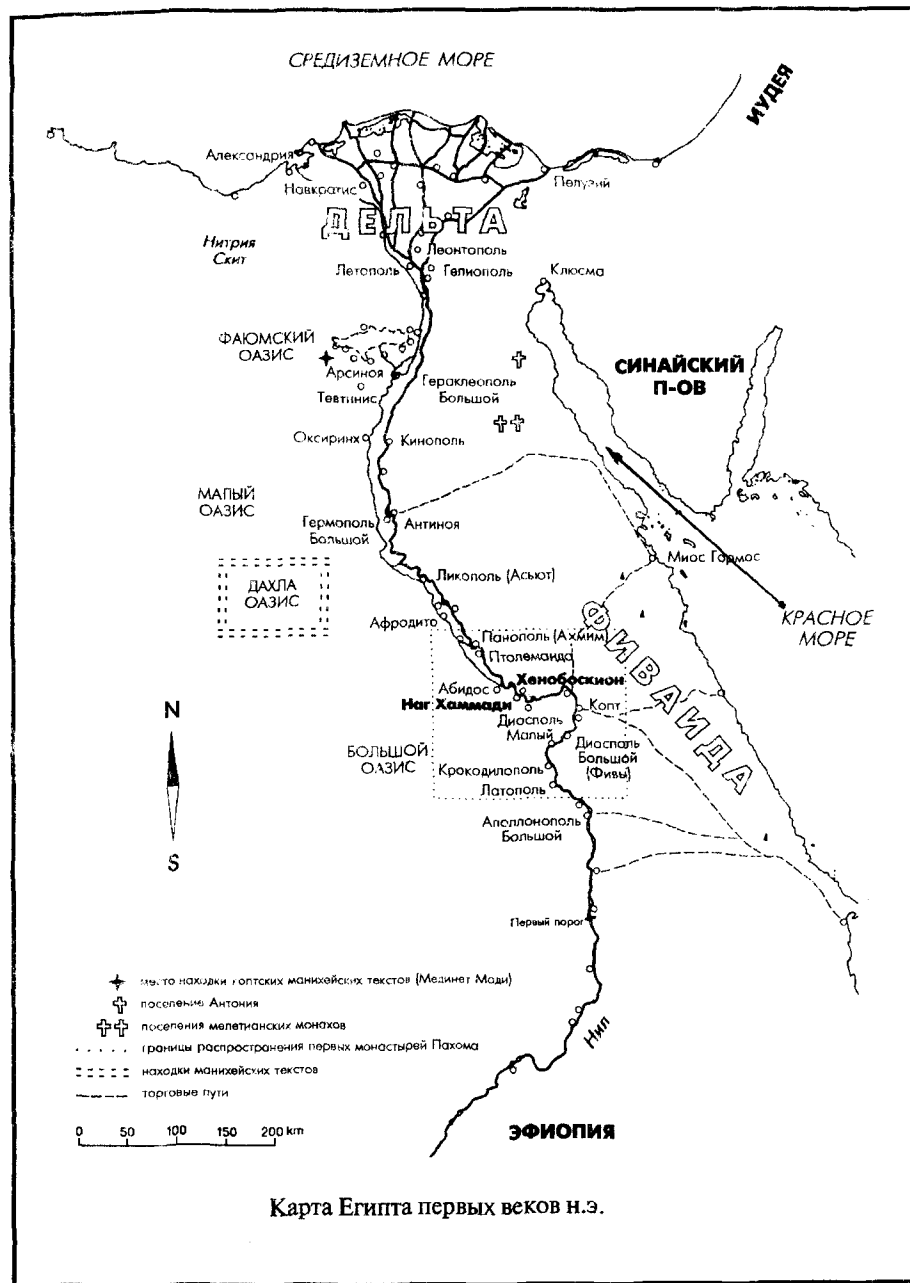 СРЕДИЗЕМНОЕ МОРЕ
ИУДЕЯ
Александрия
Навкратис
Пелузий
ДЕЛЬТА
Нитрия
Скит
Леонтополь
Летополь
Гелиополь
Клюсма
ФАЮМСКИЙ
ОАЗИС
Арсиноя
Тевтинис
Гераклеополь
Большой
СИНАЙСКИЙ
П-ОВ
Оксиринх
Кинополь
МАЛЫЙ
ОАЗИС
Гермополь
Большой
Антиноя
Миос Гормос
ДАХЛА
ОАЗИС
Ликополь (Асьют)
Афродито
КРАСНОЕ
МОРЕ
ФИВАИДА
Панополь (Ахмим)
Птолемаида
Хенобоскион
Абидос
Наг Хаммади
Копт
Диосполь
Малый
Диосполь
Большой
(Фивы)
БОЛЬШОЙ
ОАЗИС
Крокодилополь
Латополь
Аполлонополь
Большой
N
S
Первый порог
Нил
ЭФИОПИЯ
место находки коптских манихейских текстов (Мединет Мади)
поселение Антония
поселения мелетианских монахов
границы распространения первых монастырей Пахома
находки манихейских текстов
торговые пути
0 50 100 150 200 km
Карта Египта первых веков н.э.